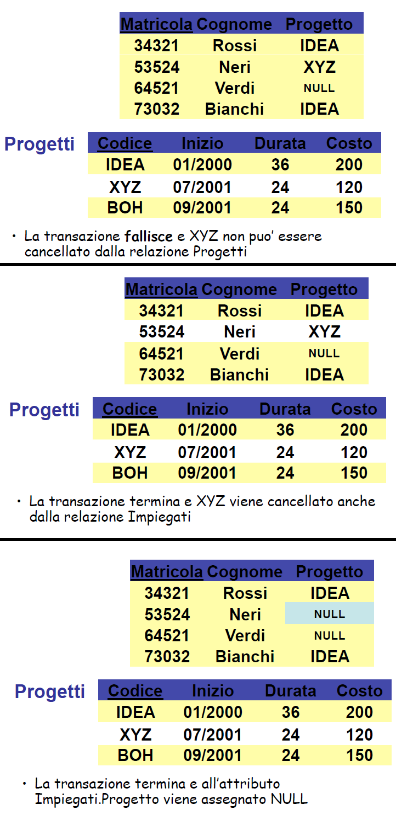 Matricola Cognome Progetto
34321 Rossi IDEA
53524 Neri XYZ
64521 Verdi NULL
73032 Bianchi IDEA
Progetti
Codice Inizio Durata Costo
IDEA 01/2000 36 200
XYZ 07/2001 24 120
BOH 09/2001 24 150
• La transazione fallisce e XYZ non puo' essere
cancellato dalla relazione Progetti
Matricola Cognome Progetto
34321 Rossi IDEA
53524 Neri XYZ
64521 Verdi NULL
73032 Bianchi IDEA
Progetti
Codice Inizio Durata Costo
IDEA 01/2000 36 200
XYZ 07/2001 24 120
BOH 09/2001 24 150
• La transazione termina e XYZ viene cancellato anche
dalla relazione Impiegati
Matricola Cognome Progetto
34321 Rossi IDEA
53524 Neri NULL
64521 Verdi NULL
73032 Bianchi IDEA
Progetti
Codice Inizio Durata Costo
IDEA 01/2000 36 200
XYZ 07/2001 24 120
BOH 09/2001 24 150
• La transazione termina e all'attributo
Impiegati.Progetto viene assegnato NULL